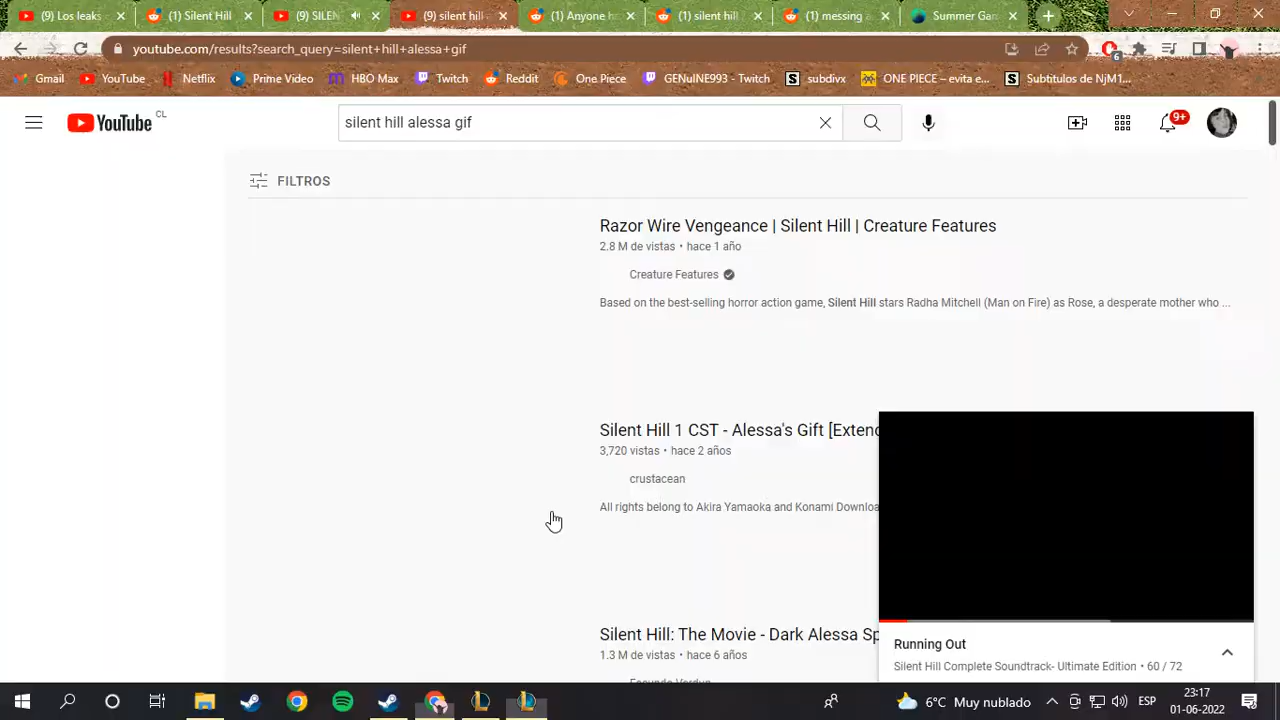 (9) Los leaks
(1) Silent Hill
(9) SILEN
(9) silent hill
(1) Anyone h
(1) silent hill
(1) messing
Summer Gar
youtube.com/results?search_query=silent+hill+alessa+gif
6
Gmail YouTube Netflix Prime Video HBO Max Twitch Reddit One Piece GENuINE993 - Twitch subdivx ONE PIECE – evita e... Subtitulos de NjM1...
YouTube CL
silent hill alessa gif
9+
FILTROS
Razor Wire Vengeance | Silent Hill | Creature Features
2.8 M de vistas • hace 1 año
Creature Features
Based on the best-selling horror action game, Silent Hill stars Radha Mitchell (Man on Fire) as Rose, a desperate mother who ...
Silent Hill 1 CST - Alessa's Gift [Extend
3,720 vistas • hace 2 años
crustacean
All rights belong to Akira Yamaoka and Konami Downloa
Silent Hill: The Movie - Dark Alessa Sp
1.3 M de vistas • hace 6 años
Running Out
Silent Hill Complete Soundtrack- Ultimate Edition • 60 / 72
6°C Muy nublado
ESP
23:17
01-06-2022